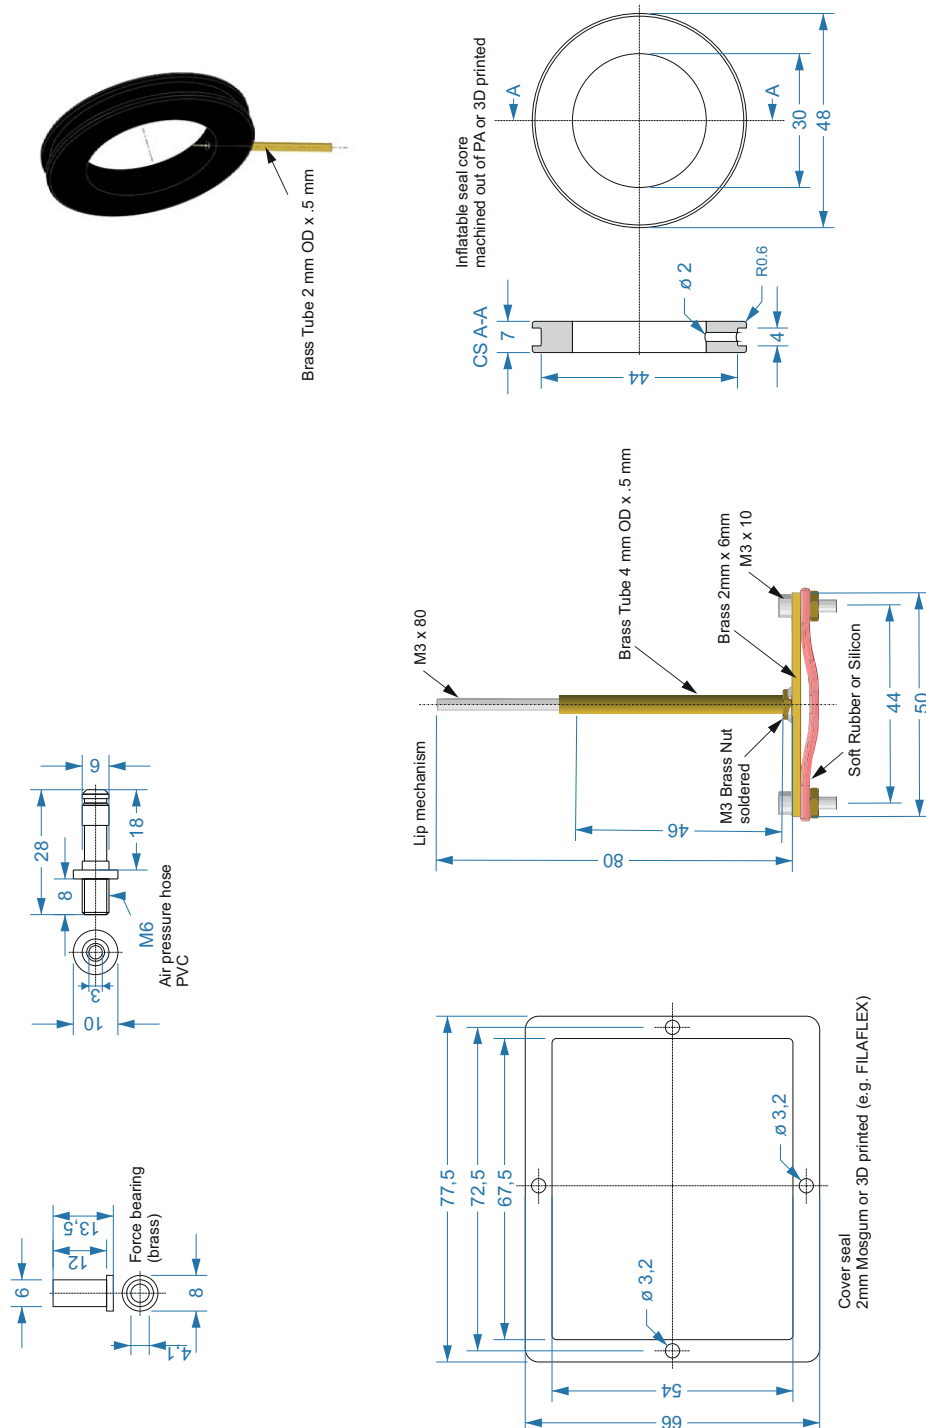 Brass Tube 2 mm OD x .5 mm
Inflatable seal core
machined out of PA or 3D printed
A
A
30
48
CS A-A
7
44
ø 2
R0.6
4
Lip mechanism
M3 x 80
Brass Tube 4 mm OD x .5 mm
Brass 2mm x 6mm
M3 x 10
M3 Brass Nut
soldered
Soft Rubber or Silicon
46
80
44
50
6
28
18
8
M6
3
10
Air pressure hose
PVC
13,5
12
6
Force bearing
(brass)
8
4,1
77,5
72,5
67,5
ø 3,2
ø 3,2
54
66
Cover seal
2mm Mosgum or 3D printed (e.g. FILAFLEX)